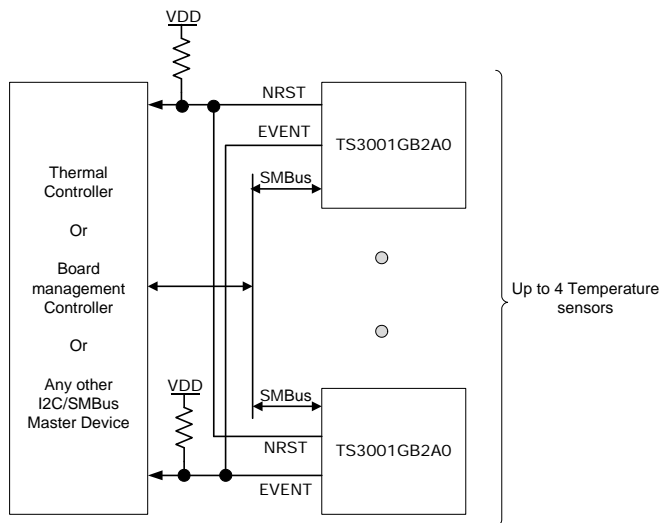 VDD
NRST
EVENT
TS3001GB2A0
SMBus
Thermal
Controller
Or
Board
management
Controller
Or
Any other
I2C/SMBus
Master Device
Up to 4 Temperature
sensors
VDD
SMBus
NRST
TS3001GB2A0
EVENT